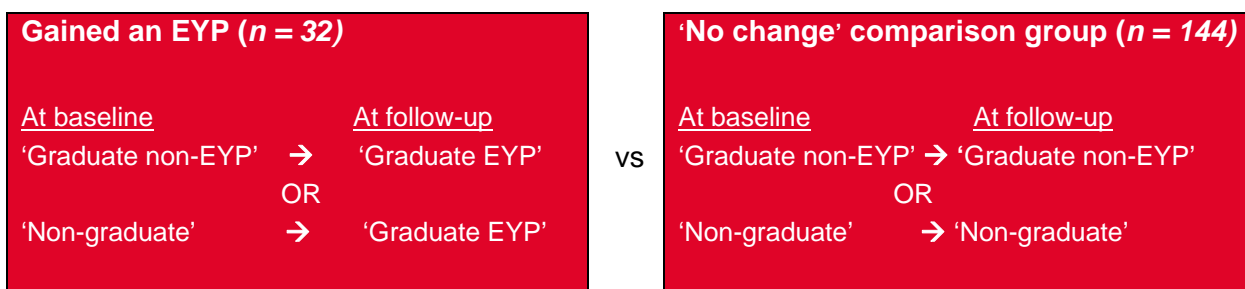 Gained an EYP (n = 32)
At baseline At follow-up
‘Graduate non-EYP’ → ‘Graduate EYP’
OR
‘Non-graduate’ → ‘Graduate EYP’
vs
‘No change’ comparison group (n = 144)
At baseline At follow-up
‘Graduate non-EYP’ → ‘Graduate non-EYP’
OR
‘Non-graduate’ → ‘Non-graduate’